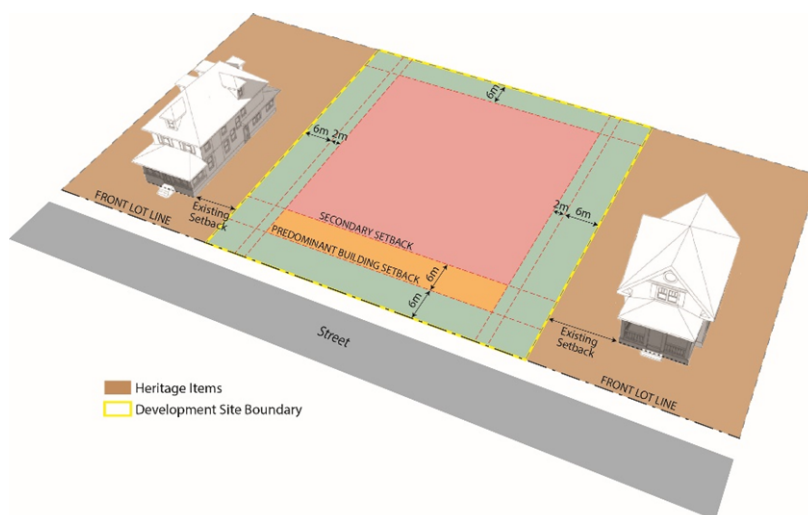 6m
6m 2m
FRONT LOT LINE
Existing
Setback
SECONDARY SETBACK
PREDOMINANT BUILDING SETBACK
2m 6m
6m
6m
Street
Existing
Setback
FRONT LOT LINE
Heritage Items
Development Site Boundary